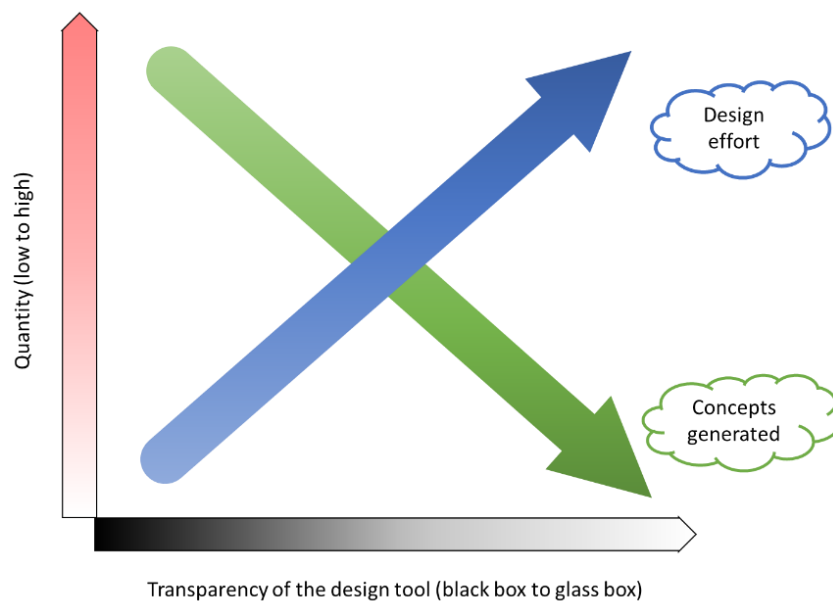 Design
effort
Quantity (low to high)
Concepts
generated
Transparency of the design tool (black box to glass box)